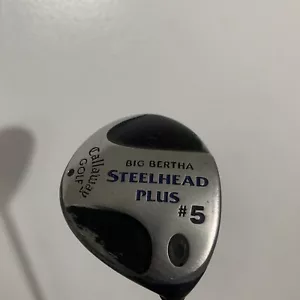 Callaway
GOLF
BIG BERTHA
STEELHEAD
PLUS
#5